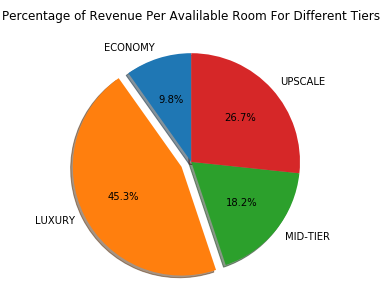 Percentage of Revenue Per Avalilable Room For Different Tiers
ECONOMY
UPSCALE
9.8%
26.7%
45.3%
18.2%
LUXURY
MID-TIER